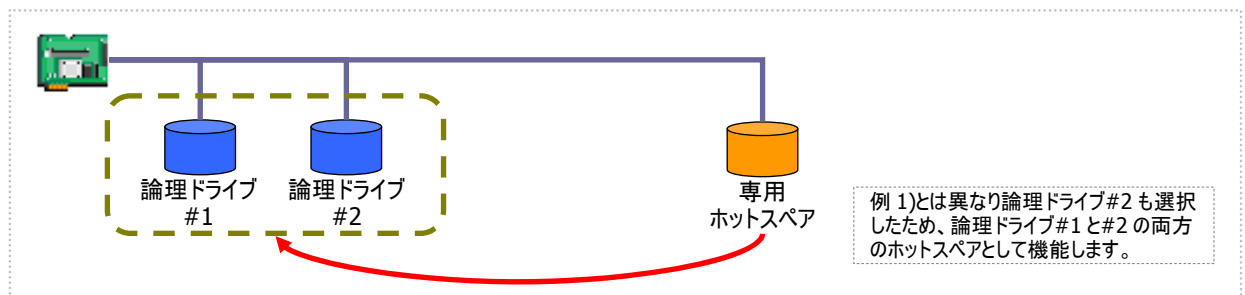 論理ドライブ
#1
論理ドライブ
#2
専用
ホットスペア
例 1)とは異なり論理ドライブ#2 も選択
したため、論理ドライブ#1 と#2 の両方
のホットスペアとして機能します。